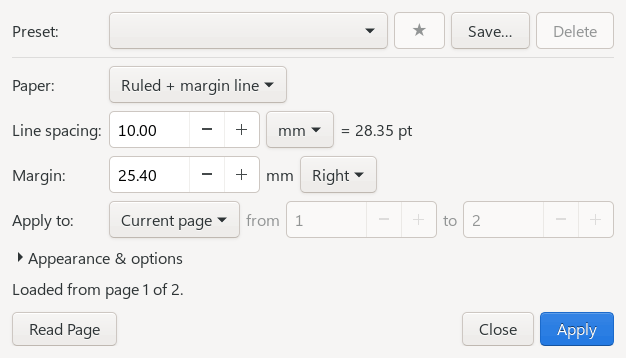 Preset: ★ Save... Delete
Paper: Ruled + margin line
Line spacing: 10.00 − + mm = 28.35 pt
Margin: 25.40 − + mm Right
Apply to: Current page from 1 − + to 2 − +
Appearance & options
Loaded from page 1 of 2.
Read Page Close Apply